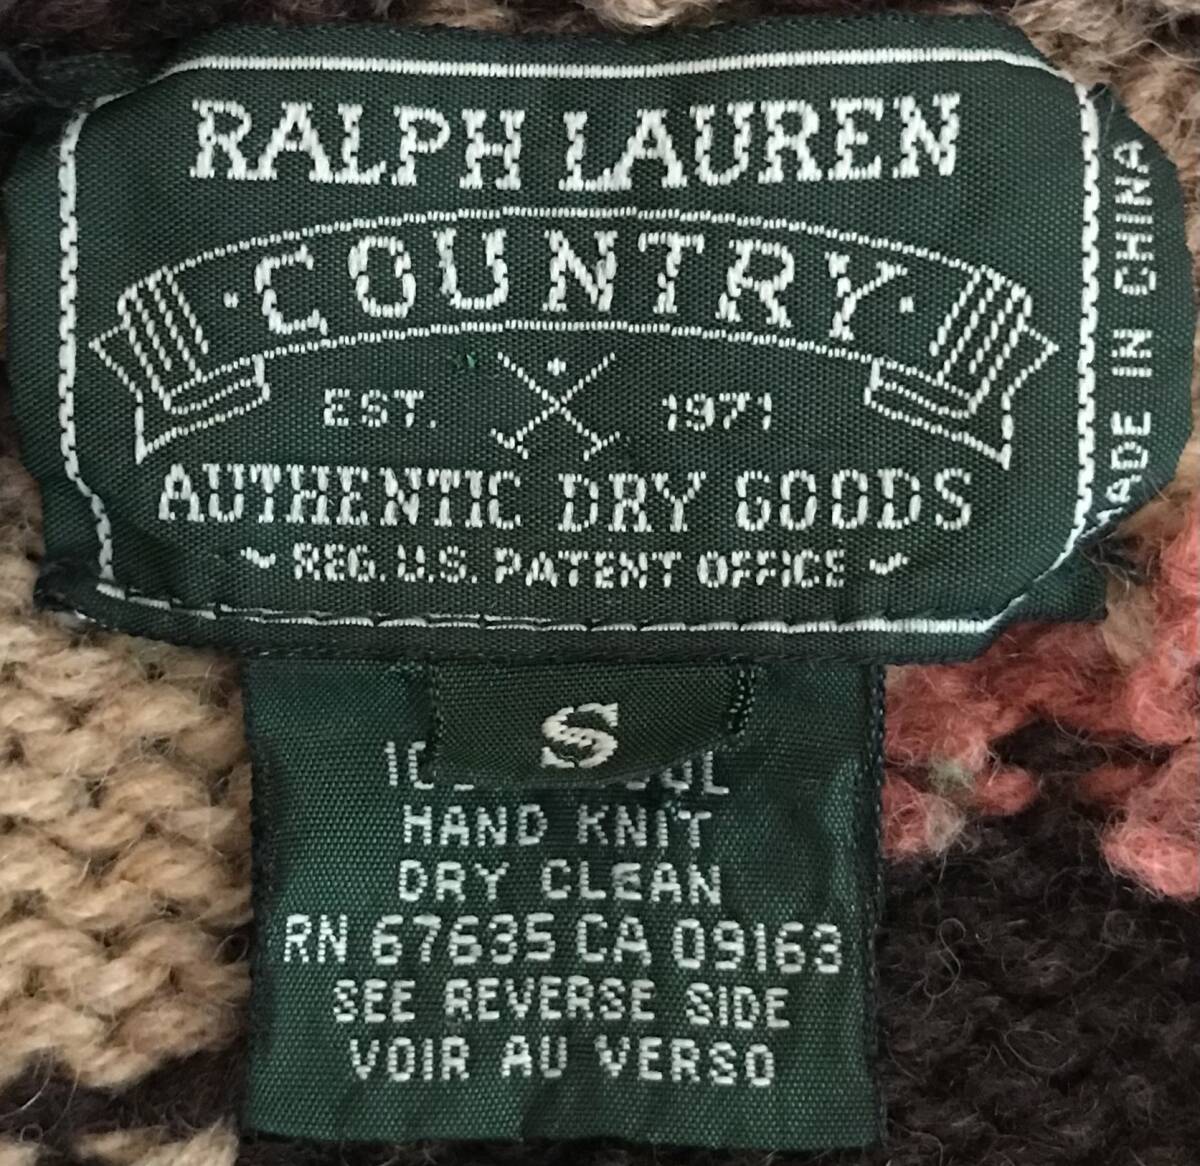 RALPH LAUREN
·COUNTRY·
EST. 1971
AUTHENTIC DRY GOODS
~ REG. U.S. PATENT OFFICE ~
MADE IN CHINA
S
HAND KNIT
DRY CLEAN
RN 67635 CA 09163
SEE REVERSE SIDE
VOIR AU VERSO